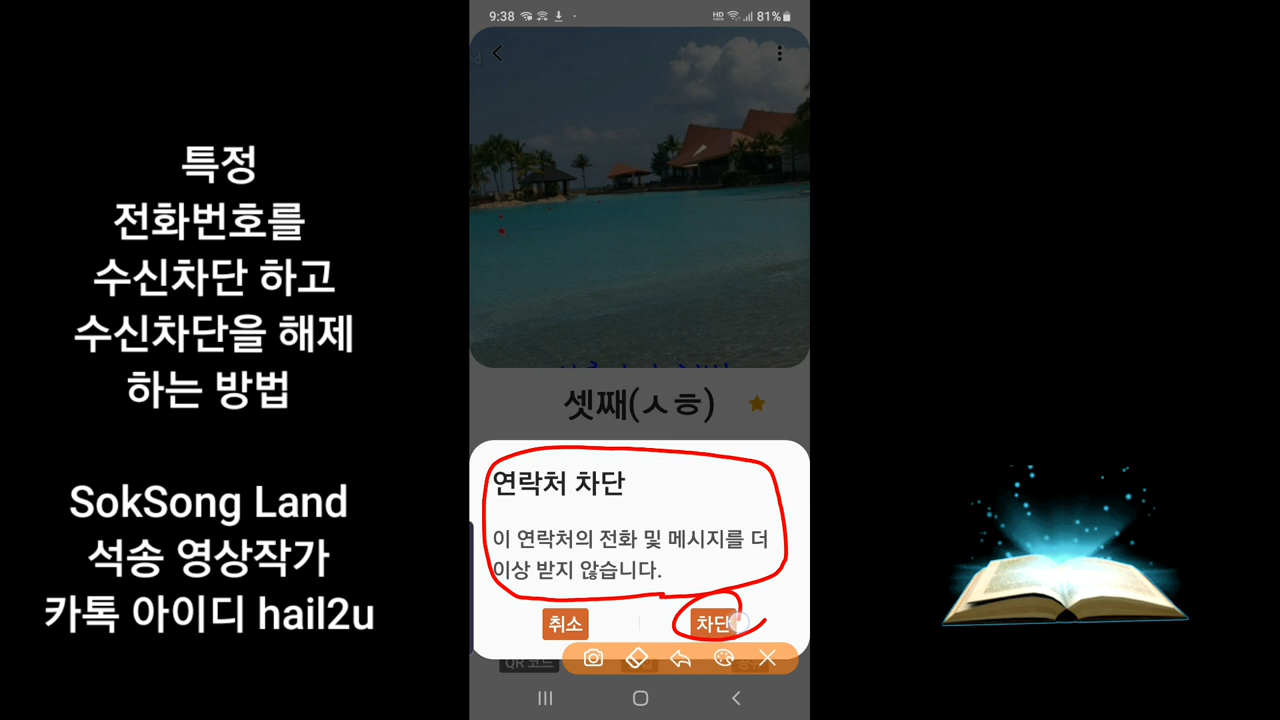 특정
전화번호를
수신차단 하고
수신차단을 해제
하는 방법
SokSong Land
석송 영상작가
카톡 아이디 hail2u
9:38
81%
셋째(ㅅㅎ)
연락처 차단
이 연락처의 전화 및 메시지를 더
이상 받지 않습니다.
취소
차단
QR 코드